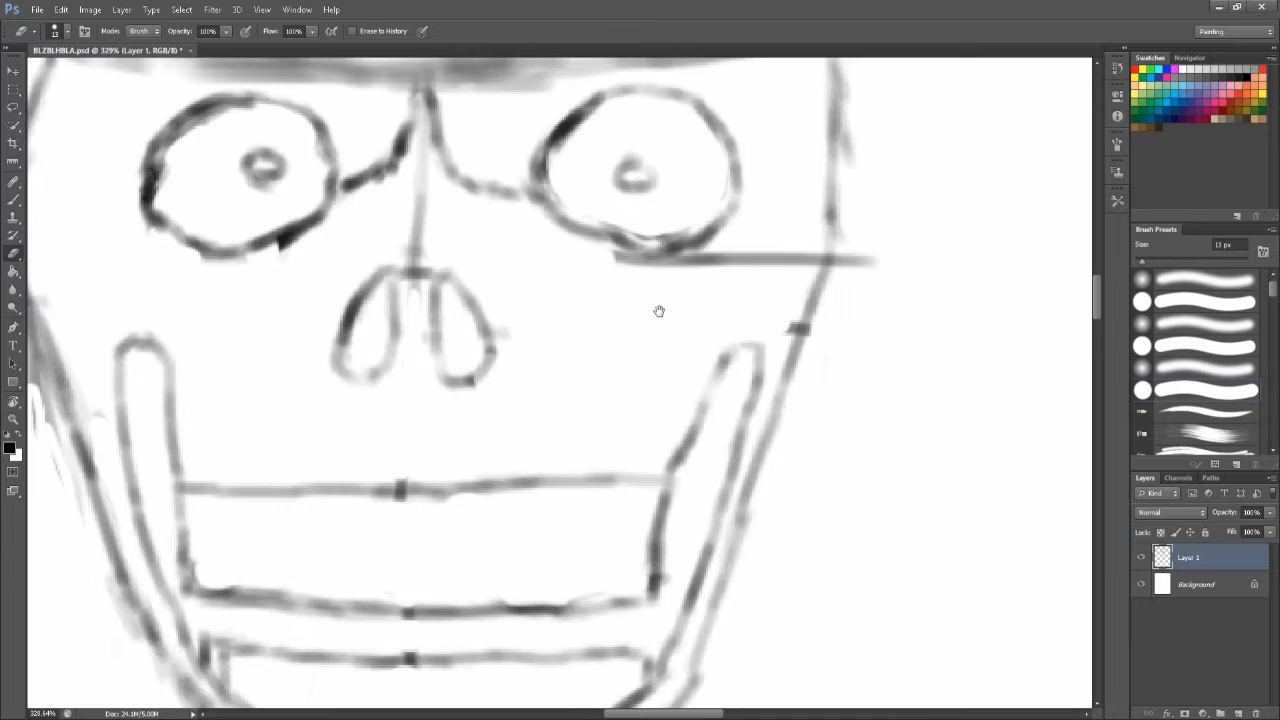 Ps File Edit Image Layer Type Select Filter 3D View Window Help
13 Mode: Brush Opacity: 100% Flow: 100% Erase to History Painting
BLZBLHBLA.psd @ 329% (Layer 1, RGB/8) * ×
Swatches Navigator
Brush Presets
Size: 13 px
Layers Channels Paths
Kind
Normal Opacity: 100%
Lock: Fill: 100%
Layer 1
Background
328.64% Doc: 24.1M/5.00M